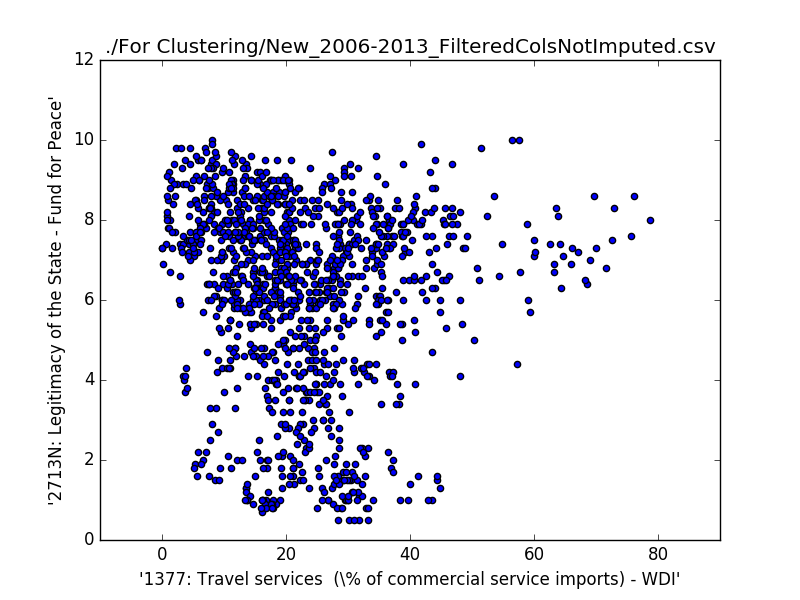 ./For Clustering/New_2006-2013_FilteredColsNotImputed.csv
'2713N: Legitimacy of the State - Fund for Peace'
12
10
8
6
4
2
0
0 20 40 60 80
'1377: Travel services  (\% of commercial service imports) - WDI'